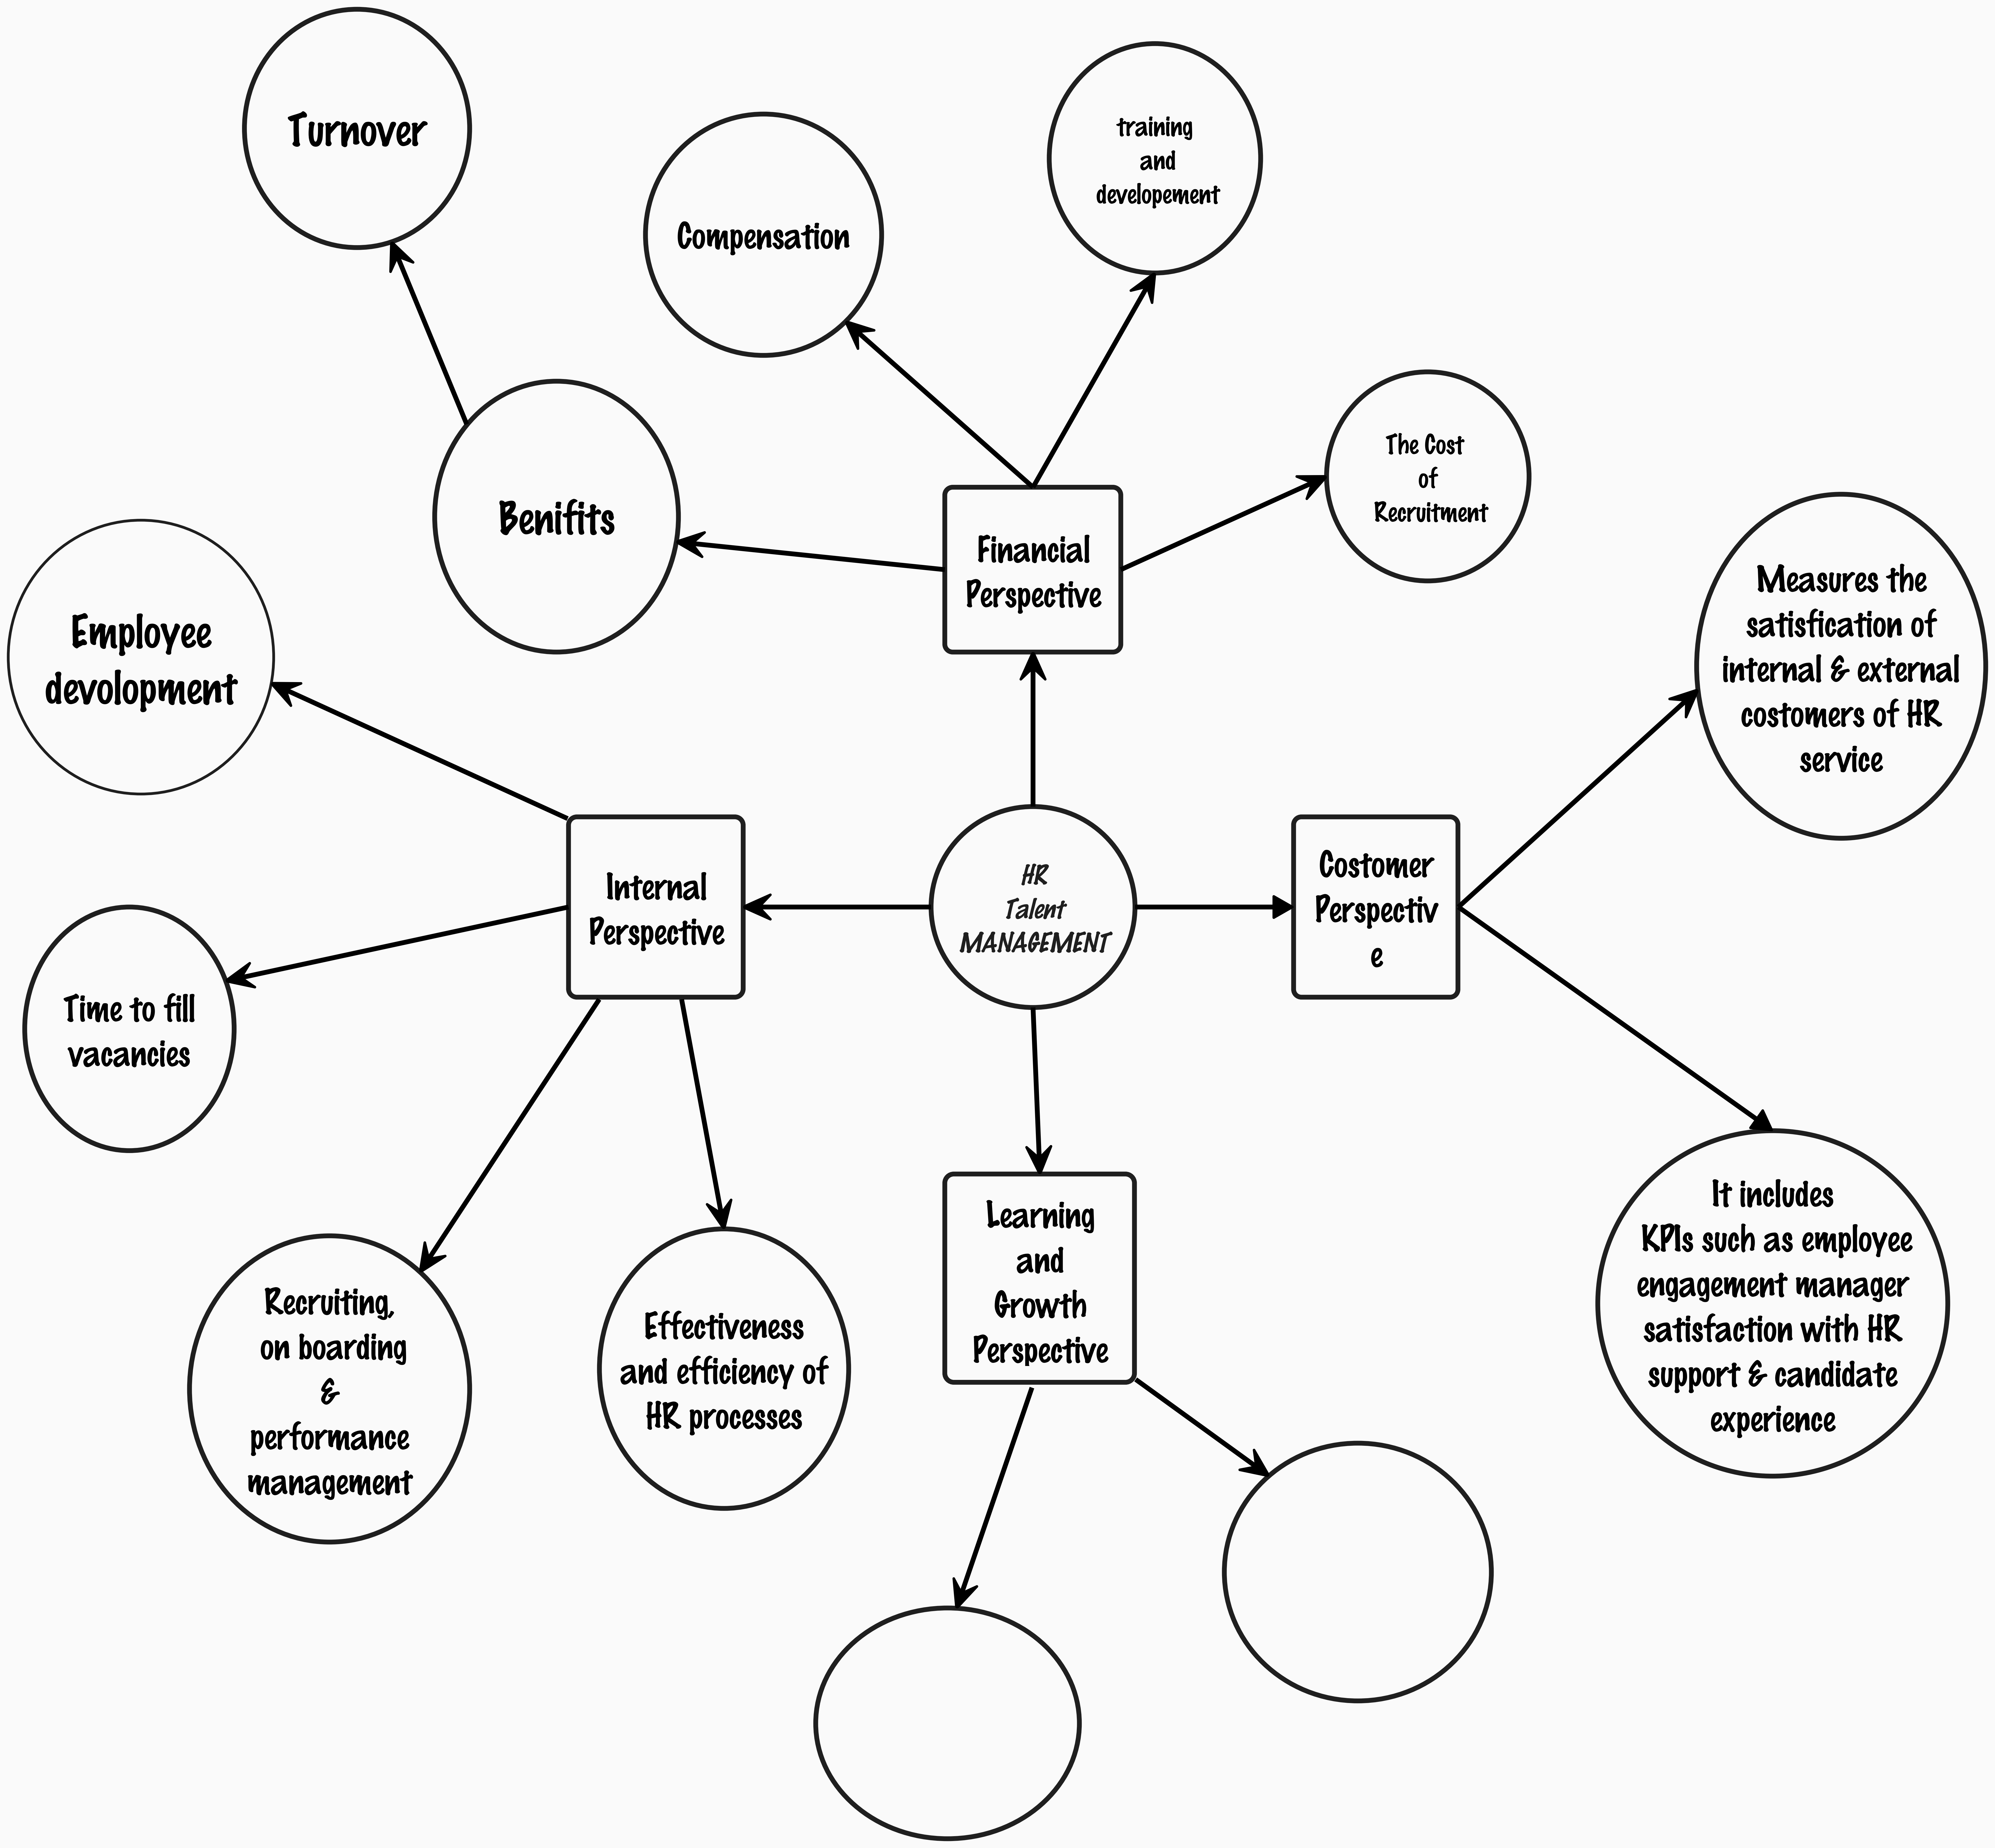 Turnover
training
and
developement
Compensation
The Cost
of
Recruitment
Benifits
Financial
Perspective
Measures the
satisfication of
internal & external
costomers of HR
service
Employee
devolopment
Internal
Perspective
HR
Talent
MANAGEMENT
Costomer
Perspectiv
e
Time to fill
vacancies
Learning
and
Growth
Perspective
It includes
KPIs such as employee
engagement manager
satisfaction with HR
support & candidate
experience
Recruiting,
on boarding
&
performance
management
Effectiveness
and efficiency of
HR processes